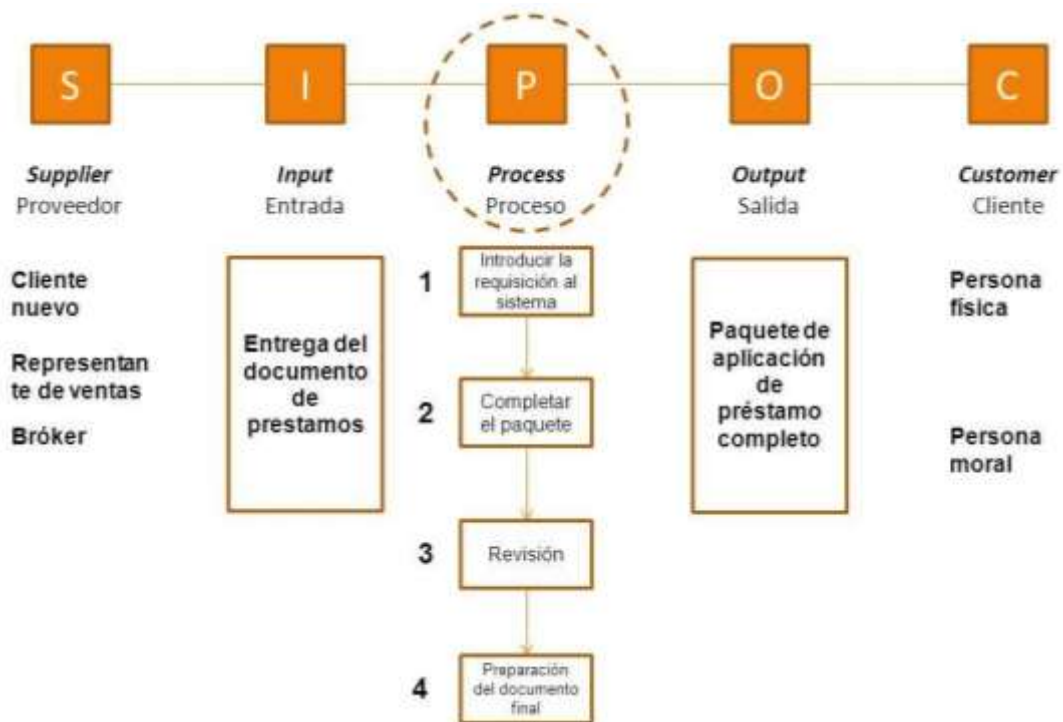 S
I
P
O
C
Supplier
Proveedor
Input
Entrada
Process
Proceso
Output
Salida
Customer
Cliente
Cliente
nuevo
Representan
te de ventas
Bróker
Entrega del
documento
de
prestamos
1
Introducir la
requisición al
sistema
2
Completar
el paquete
3
Revisión
4
Preparación
del documento
final
Paquete de
aplicación
de
préstamo
completo
Persona
física
Persona
moral